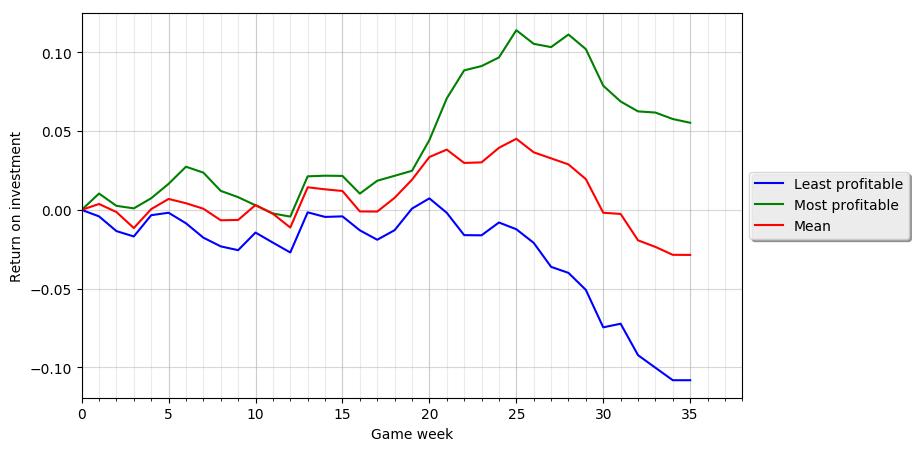 0.10
0.05
0.00
−0.05
−0.10
Return on investment
0 5 10 15 20 25 30 35
Game week
Least profitable
Most profitable
Mean